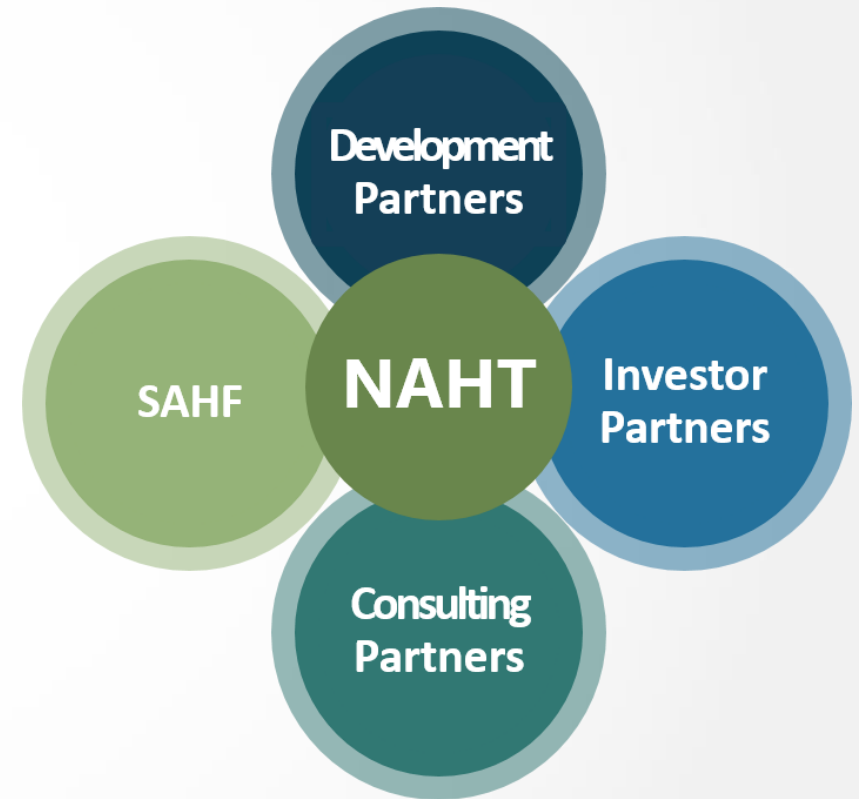 Development
Partners
SAHF
NAHT
Investor
Partners
Consulting
Partners